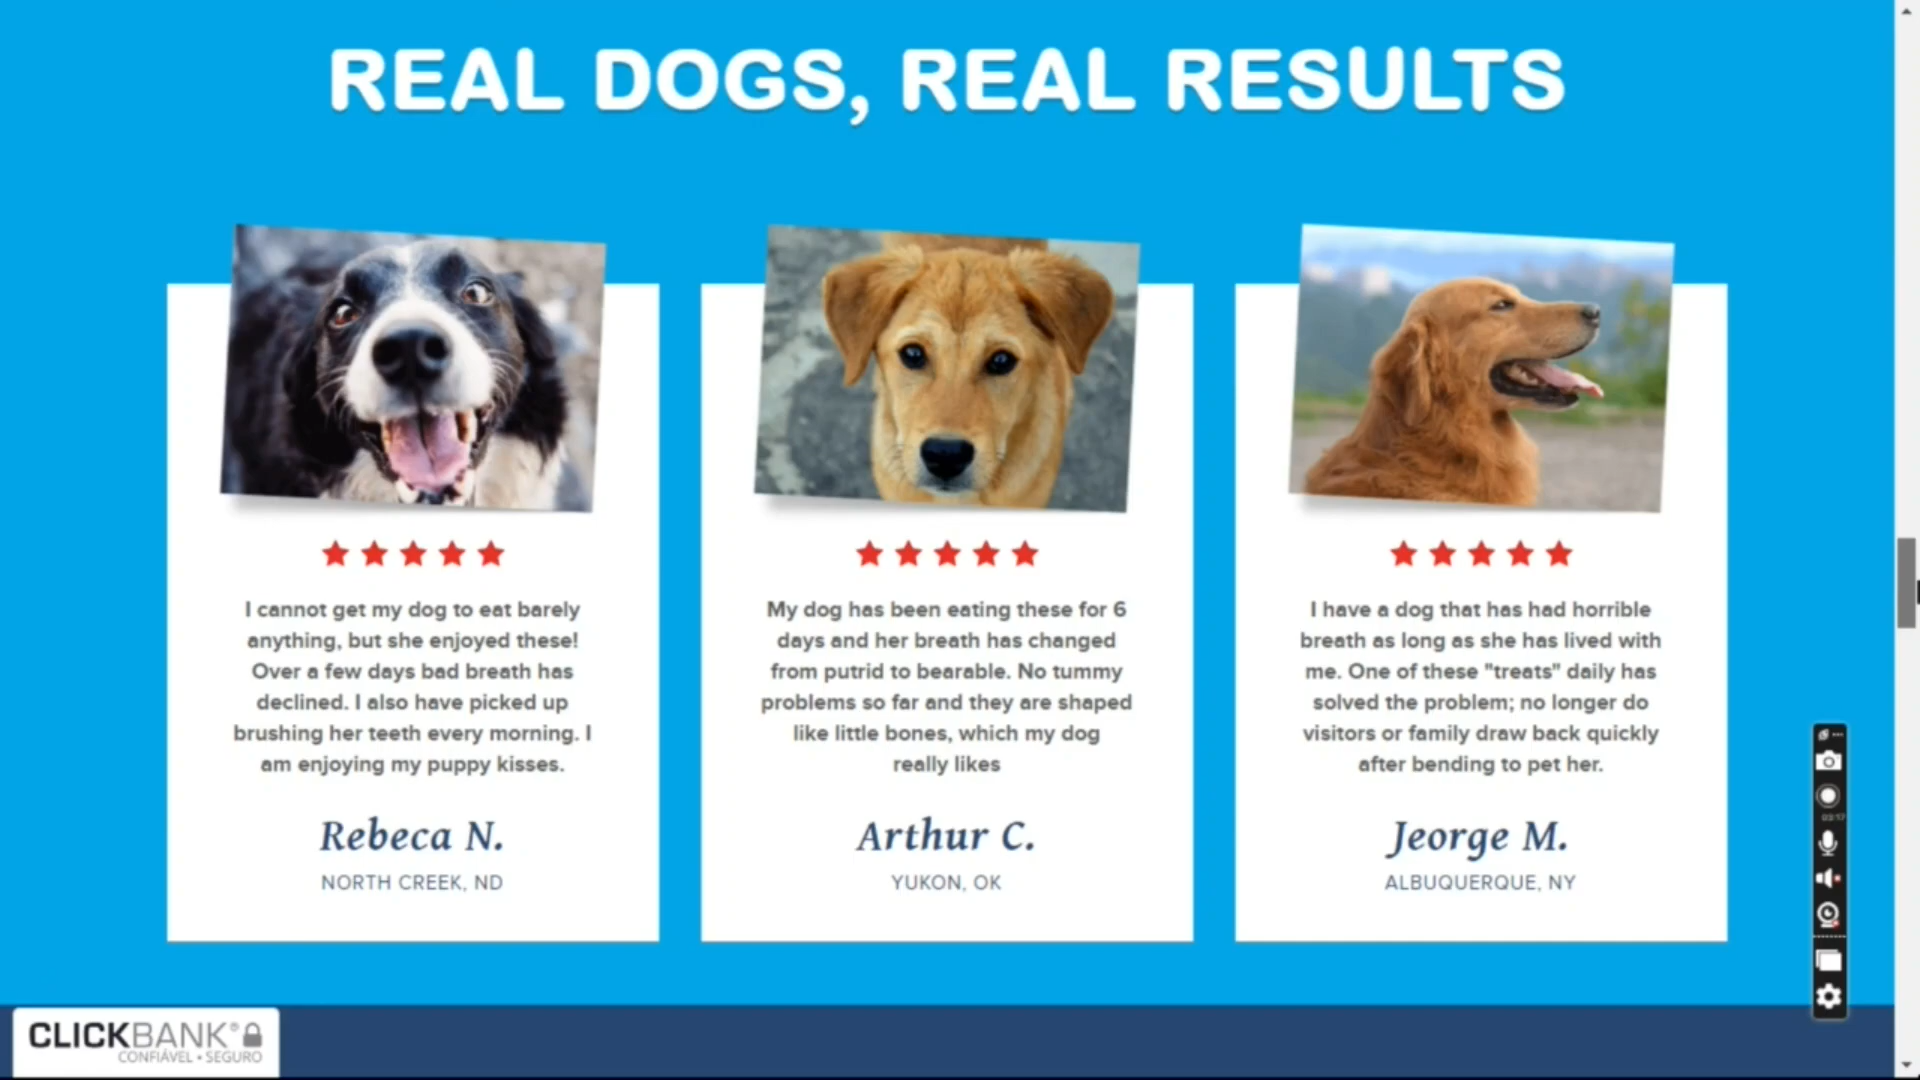 REAL DOGS, REAL RESULTS
I cannot get my dog to eat barely
anything, but she enjoyed these!
Over a few days bad breath has
declined. I also have picked up
brushing her teeth every morning. I
am enjoying my puppy kisses.
Rebeca N.
NORTH CREEK, ND
My dog has been eating these for 6
days and her breath has changed
from putrid to bearable. No tummy
problems so far and they are shaped
like little bones, which my dog
really likes
Arthur C.
YUKON, OK
I have a dog that has had horrible
breath as long as she has lived with
me. One of these "treats" daily has
solved the problem; no longer do
visitors or family draw back quickly
after bending to pet her.
Jeorge M.
ALBUQUERQUE, NY
CLICKBANK®
CONFIÁVEL • SEGURO